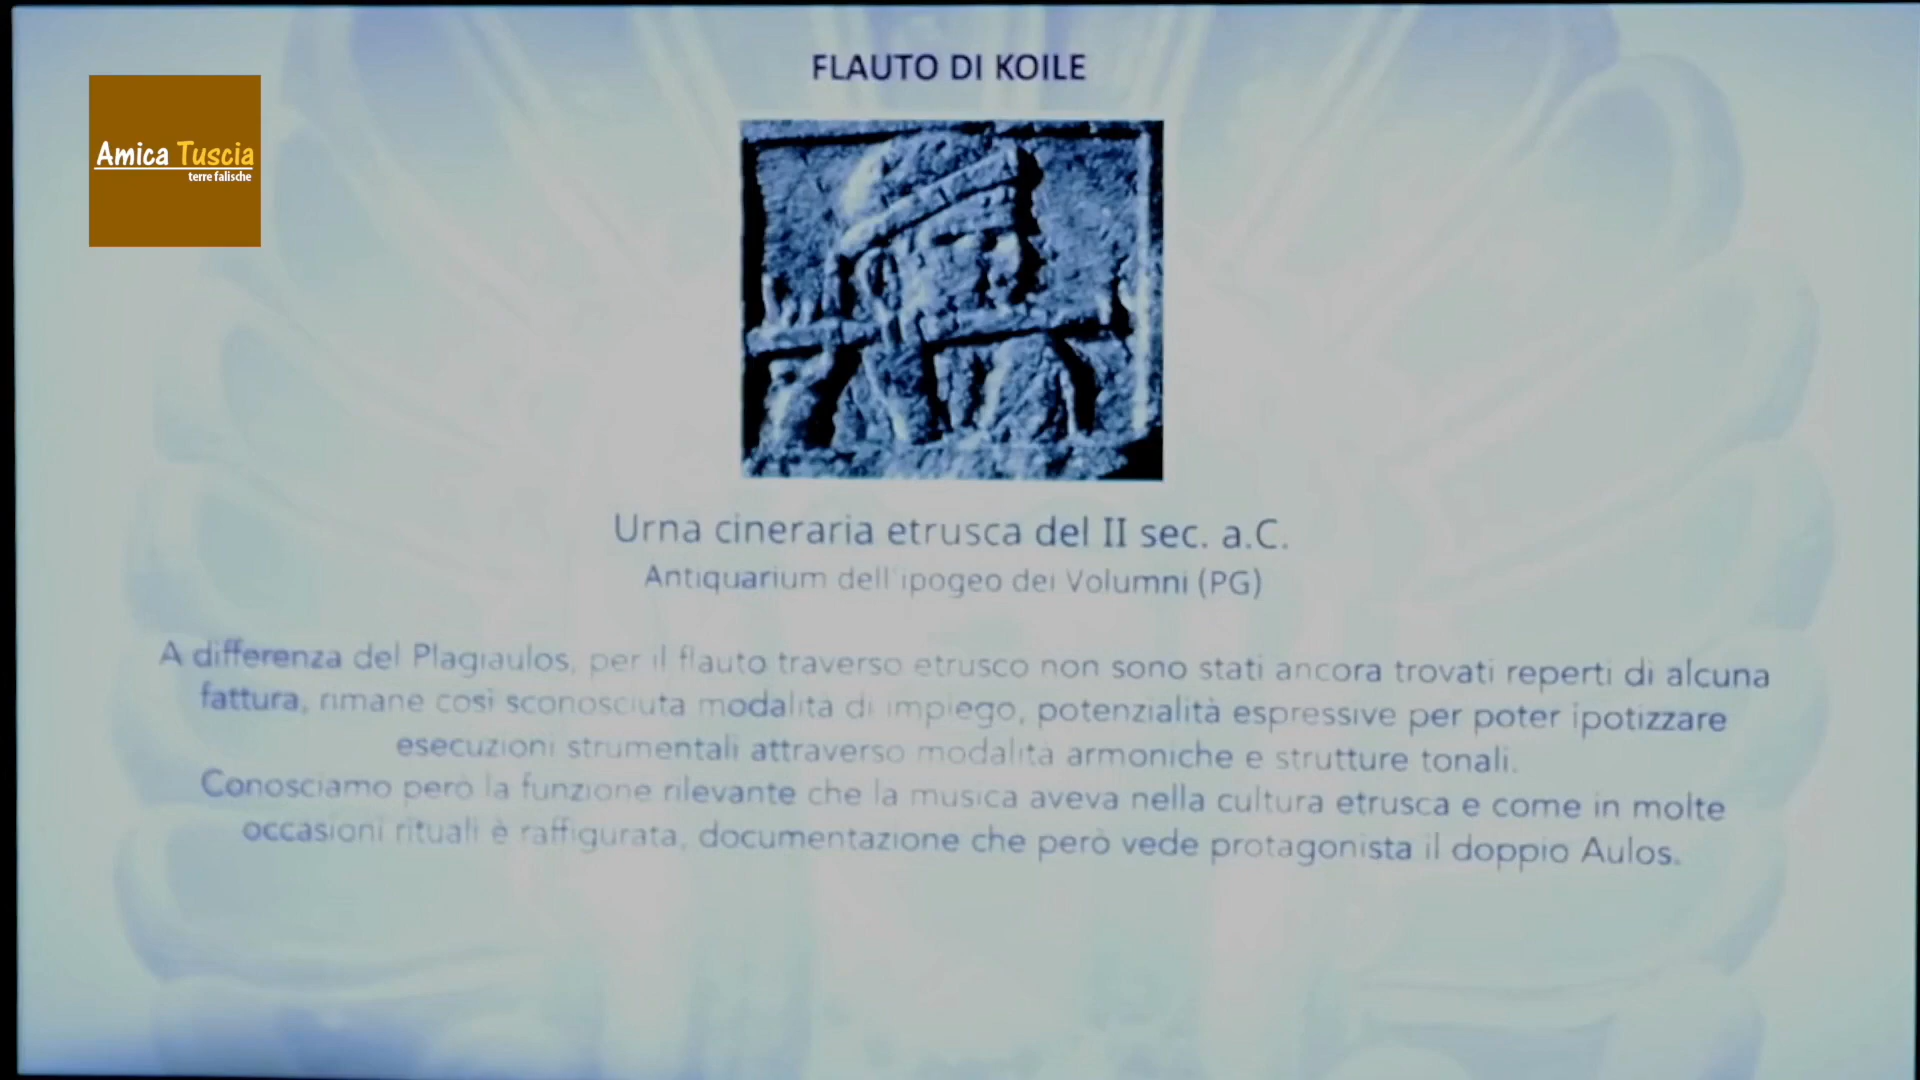 FLAUTO DI KOILE
Amica Tuscia
terre falische
Urna cineraria etrusca del II sec. a.C.
Antiquarium dell'ipogeo dei Volumni (PG)
A differenza del Plagiaulos, per il flauto traverso etrusco non sono stati ancora trovati reperti di alcuna
fattura, rimane così sconosciuta modalità di impiego, potenzialità espressive per poter ipotizzare
esecuzioni strumentali attraverso modalità armoniche e strutture tonali.
Conosciamo però la funzione rilevante che la musica aveva nella cultura etrusca e come in molte
occasioni rituali è raffigurata, documentazione che però vede protagonista il doppio Aulos.